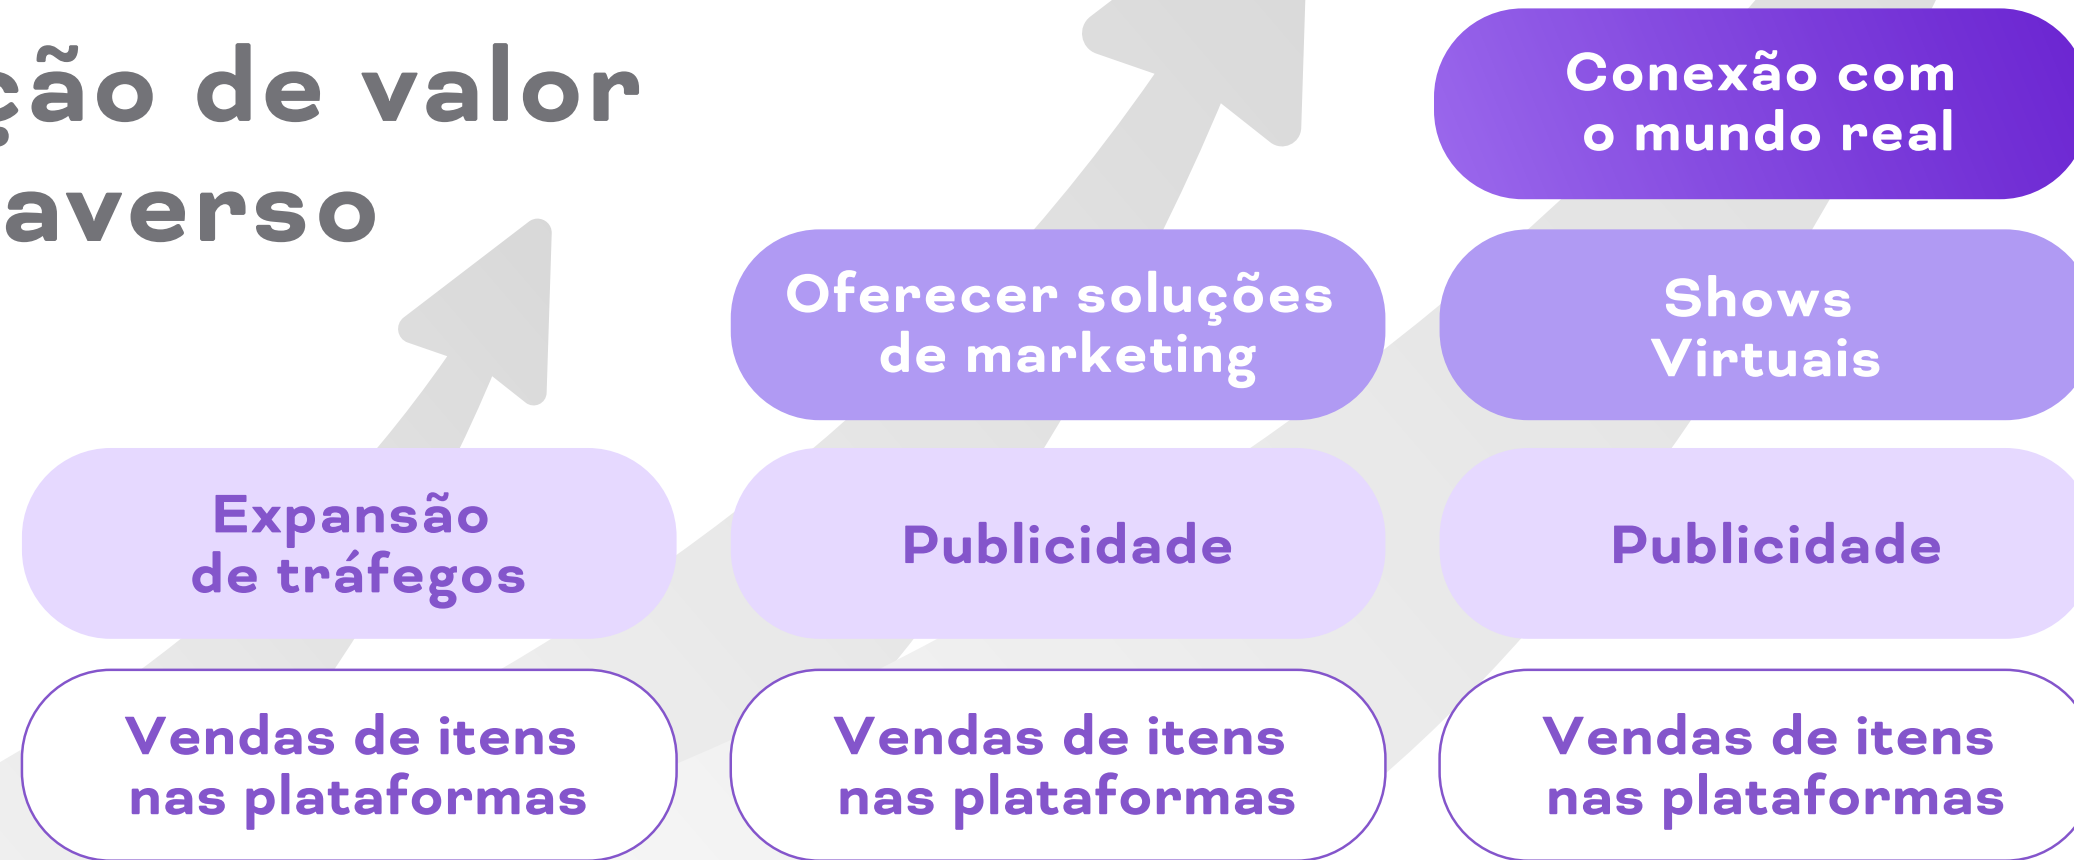 ção de valor
averso
Conexão com
o mundo real
Oferecer soluções
de marketing
Shows
Virtuais
Expansão
de tráfegos
Publicidade
Publicidade
Vendas de itens
nas plataformas
Vendas de itens
nas plataformas
Vendas de itens
nas plataformas